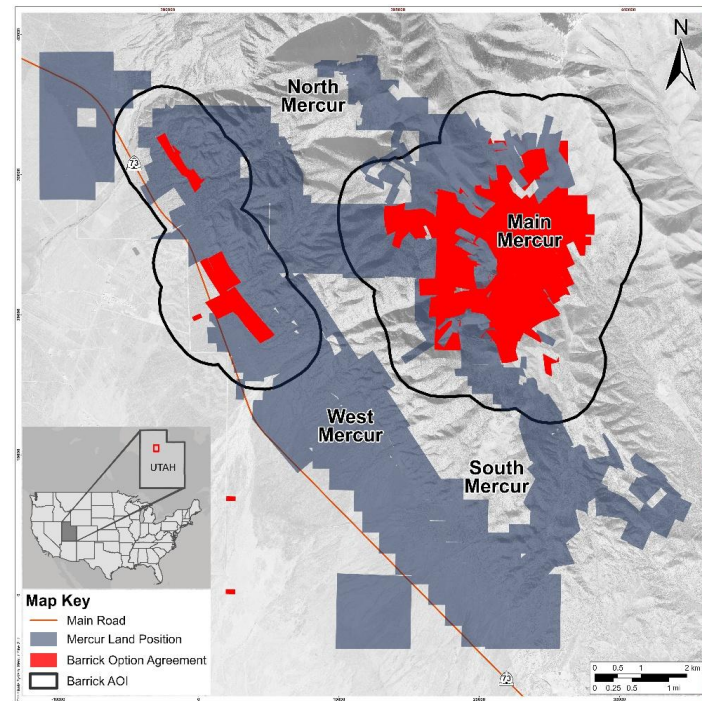 N
North
Mercur
73
Main
Mercur
West
Mercur
South
Mercur
UTAH
Map Key
Main Road
Mercur Land Position
Barrick Option Agreement
Barrick AOI
73
0 0.5 1 2 km
0 0.25 0.5 1 mi